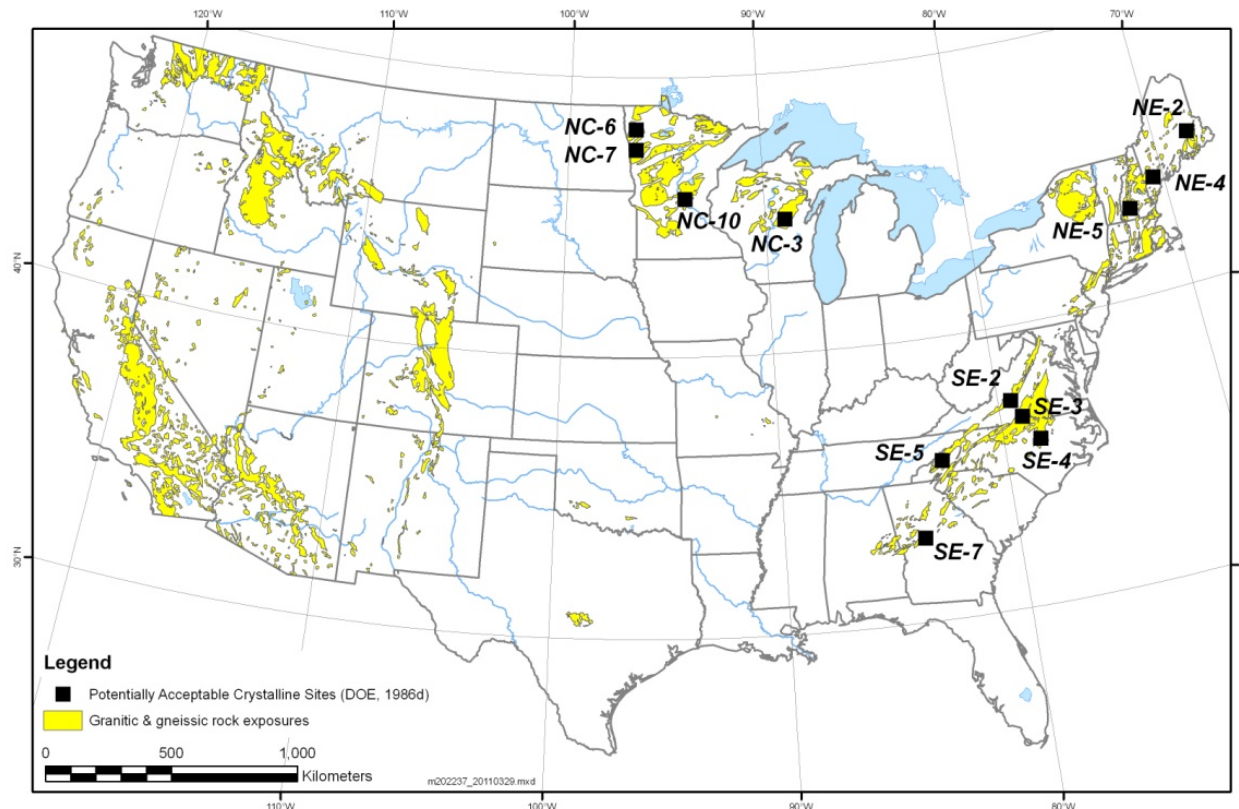 120°W
110°W
100°W
90°W
80°W
70°W
NE-2
NC-6
NC-7
NE-4
NC-10
NE-5
NC-3
40°N
40°N
SE-2
SE-3
SE-5
SE-4
SE-7
30°N
30°N
Legend
Potentially Acceptable Crystalline Sites (DOE, 1986d)
Granitic & gneissic rock exposures
0 500 1,000
Kilometers
m202237_20110329.mxd
110°W
100°W
90°W
80°W